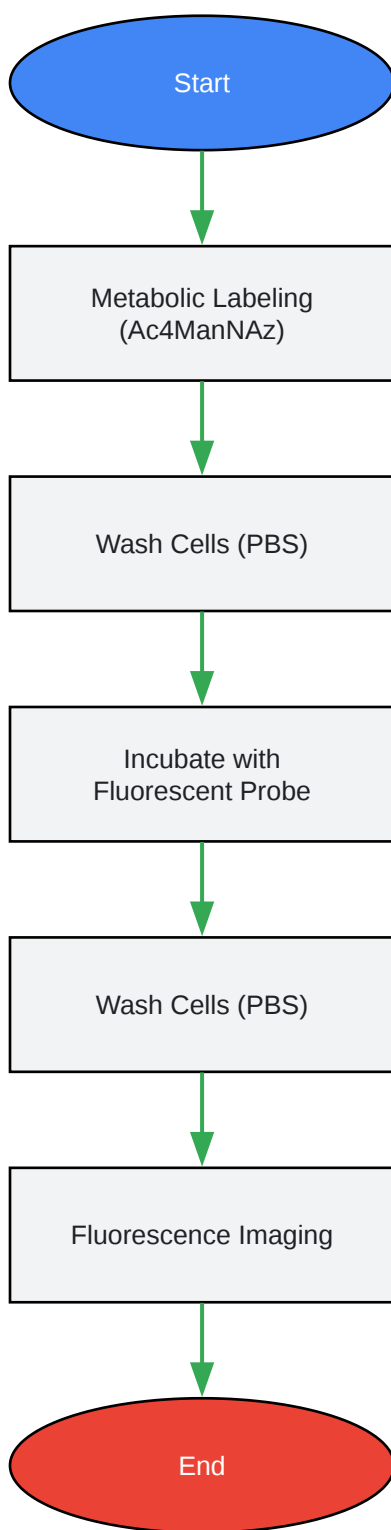 Start
Metabolic Labeling
(Ac4ManNAz)
Wash Cells (PBS)
Incubate with
Fluorescent Probe
Wash Cells (PBS)
Fluorescence Imaging
End